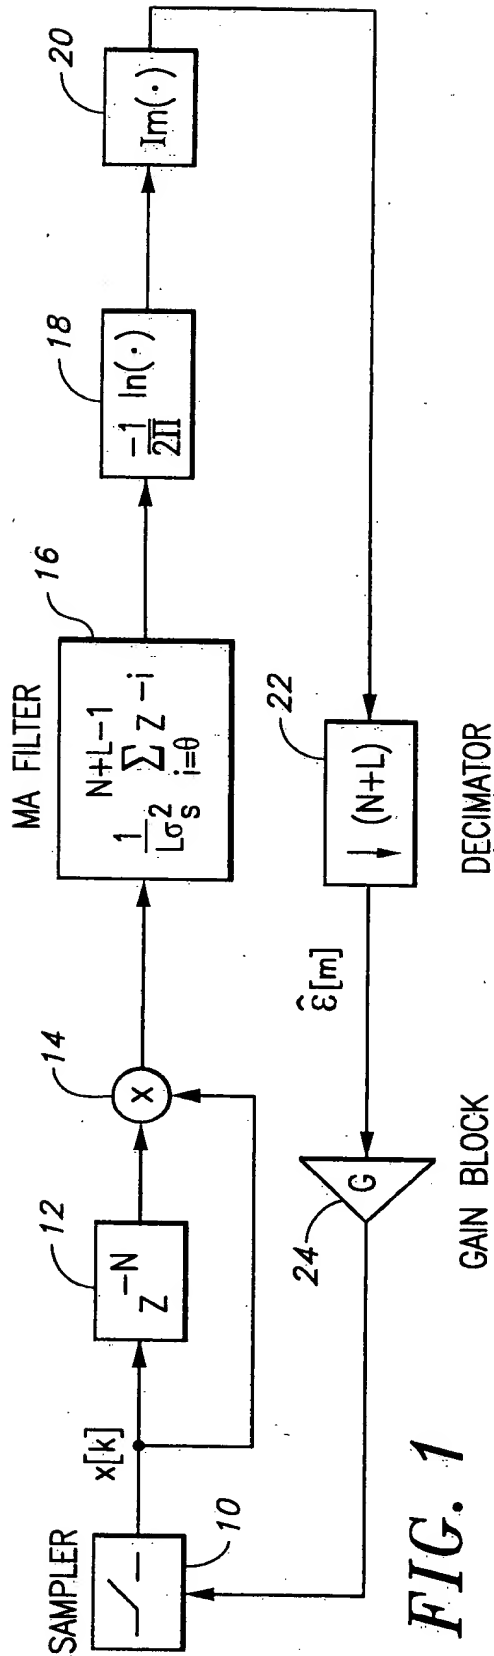 SAMPLER
10
x[k]
12
Z^-N
14
X
MA FILTER
16
1/(Lσ_s^2) Σ_{i=θ}^{N+L-1} Z^-i
18
-1/2Π ln(·)
20
Im(·)
22
↓ (N+L)
DECIMATOR
ε̂[m]
24
G
GAIN BLOCK
FIG. 1